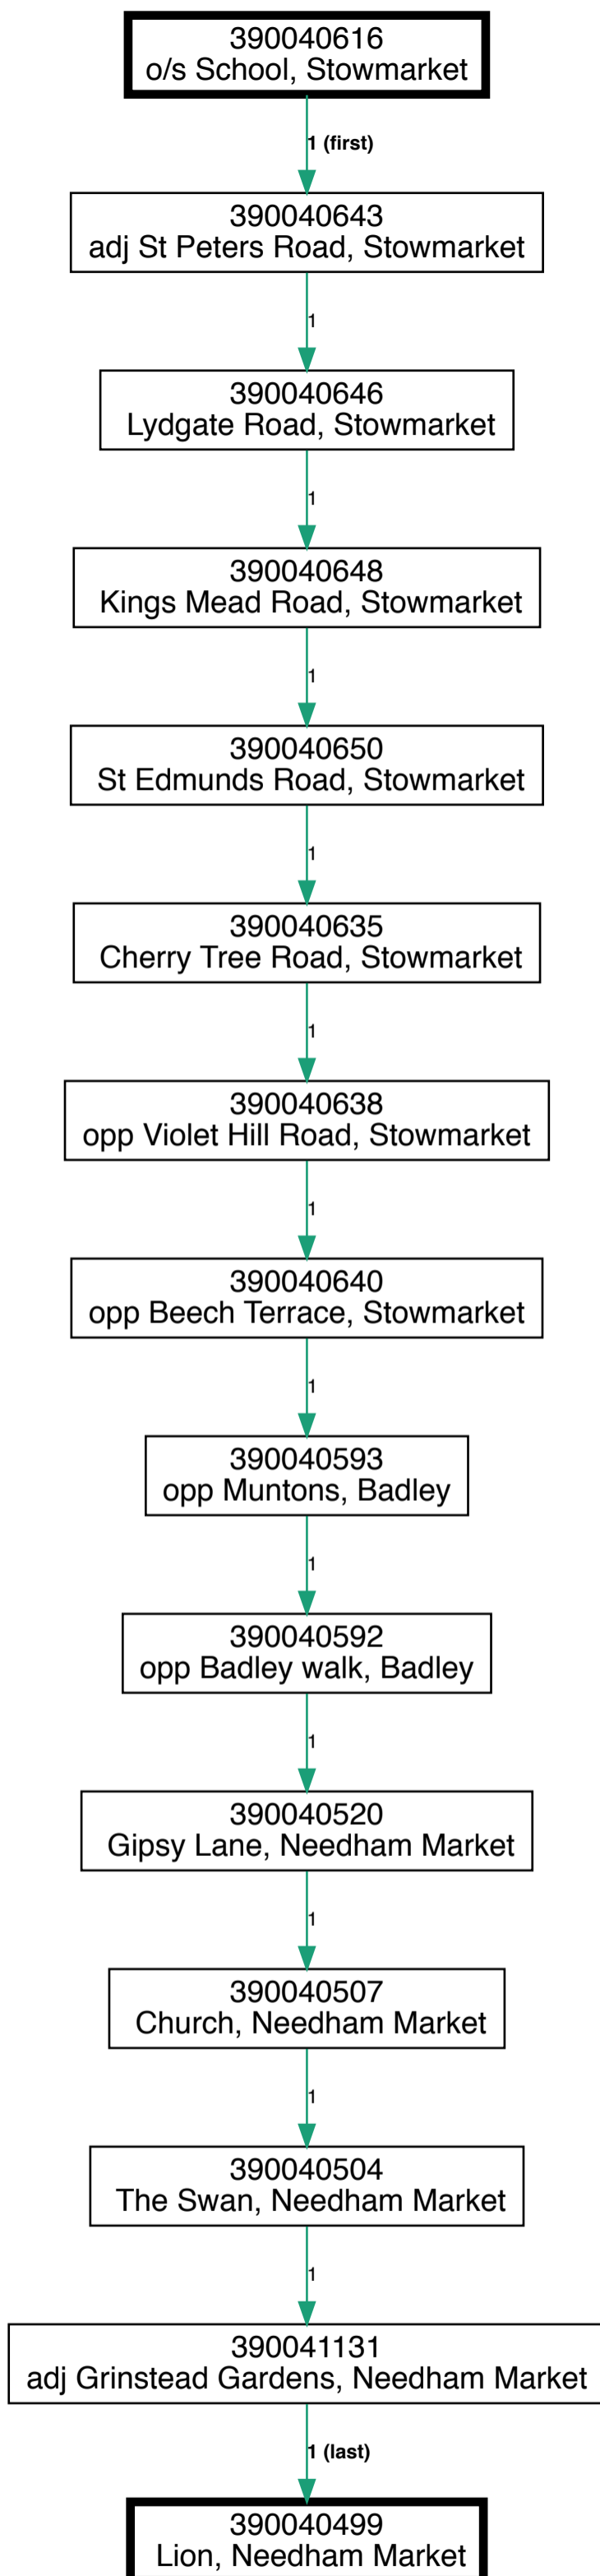 390040616
o/s School, Stowmarket
1 (first)
390040643
adj St Peters Road, Stowmarket
1
390040646
Lydgate Road, Stowmarket
1
390040648
Kings Mead Road, Stowmarket
1
390040650
St Edmunds Road, Stowmarket
1
390040635
Cherry Tree Road, Stowmarket
1
390040638
opp Violet Hill Road, Stowmarket
1
390040640
opp Beech Terrace, Stowmarket
1
390040593
opp Muntons, Badley
1
390040592
opp Badley walk, Badley
1
390040520
Gipsy Lane, Needham Market
1
390040507
Church, Needham Market
1
390040504
The Swan, Needham Market
1
390041131
adj Grinstead Gardens, Needham Market
1 (last)
390040499
Lion, Needham Market